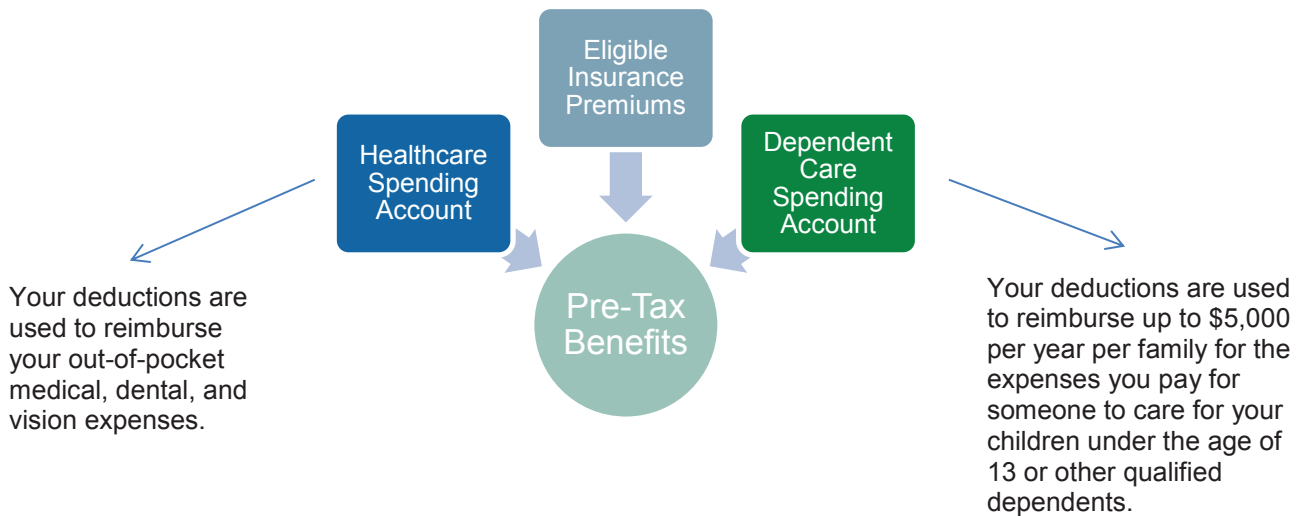 Eligible
Insurance
Premiums
Healthcare
Spending
Account
Dependent
Care
Spending
Account
Pre-Tax
Benefits
Your deductions are
used to reimburse
your out-of-pocket
medical, dental, and
vision expenses.
Your deductions are used
to reimburse up to $5,000
per year per family for the
expenses you pay for
someone to care for your
children under the age of
13 or other qualified
dependents.